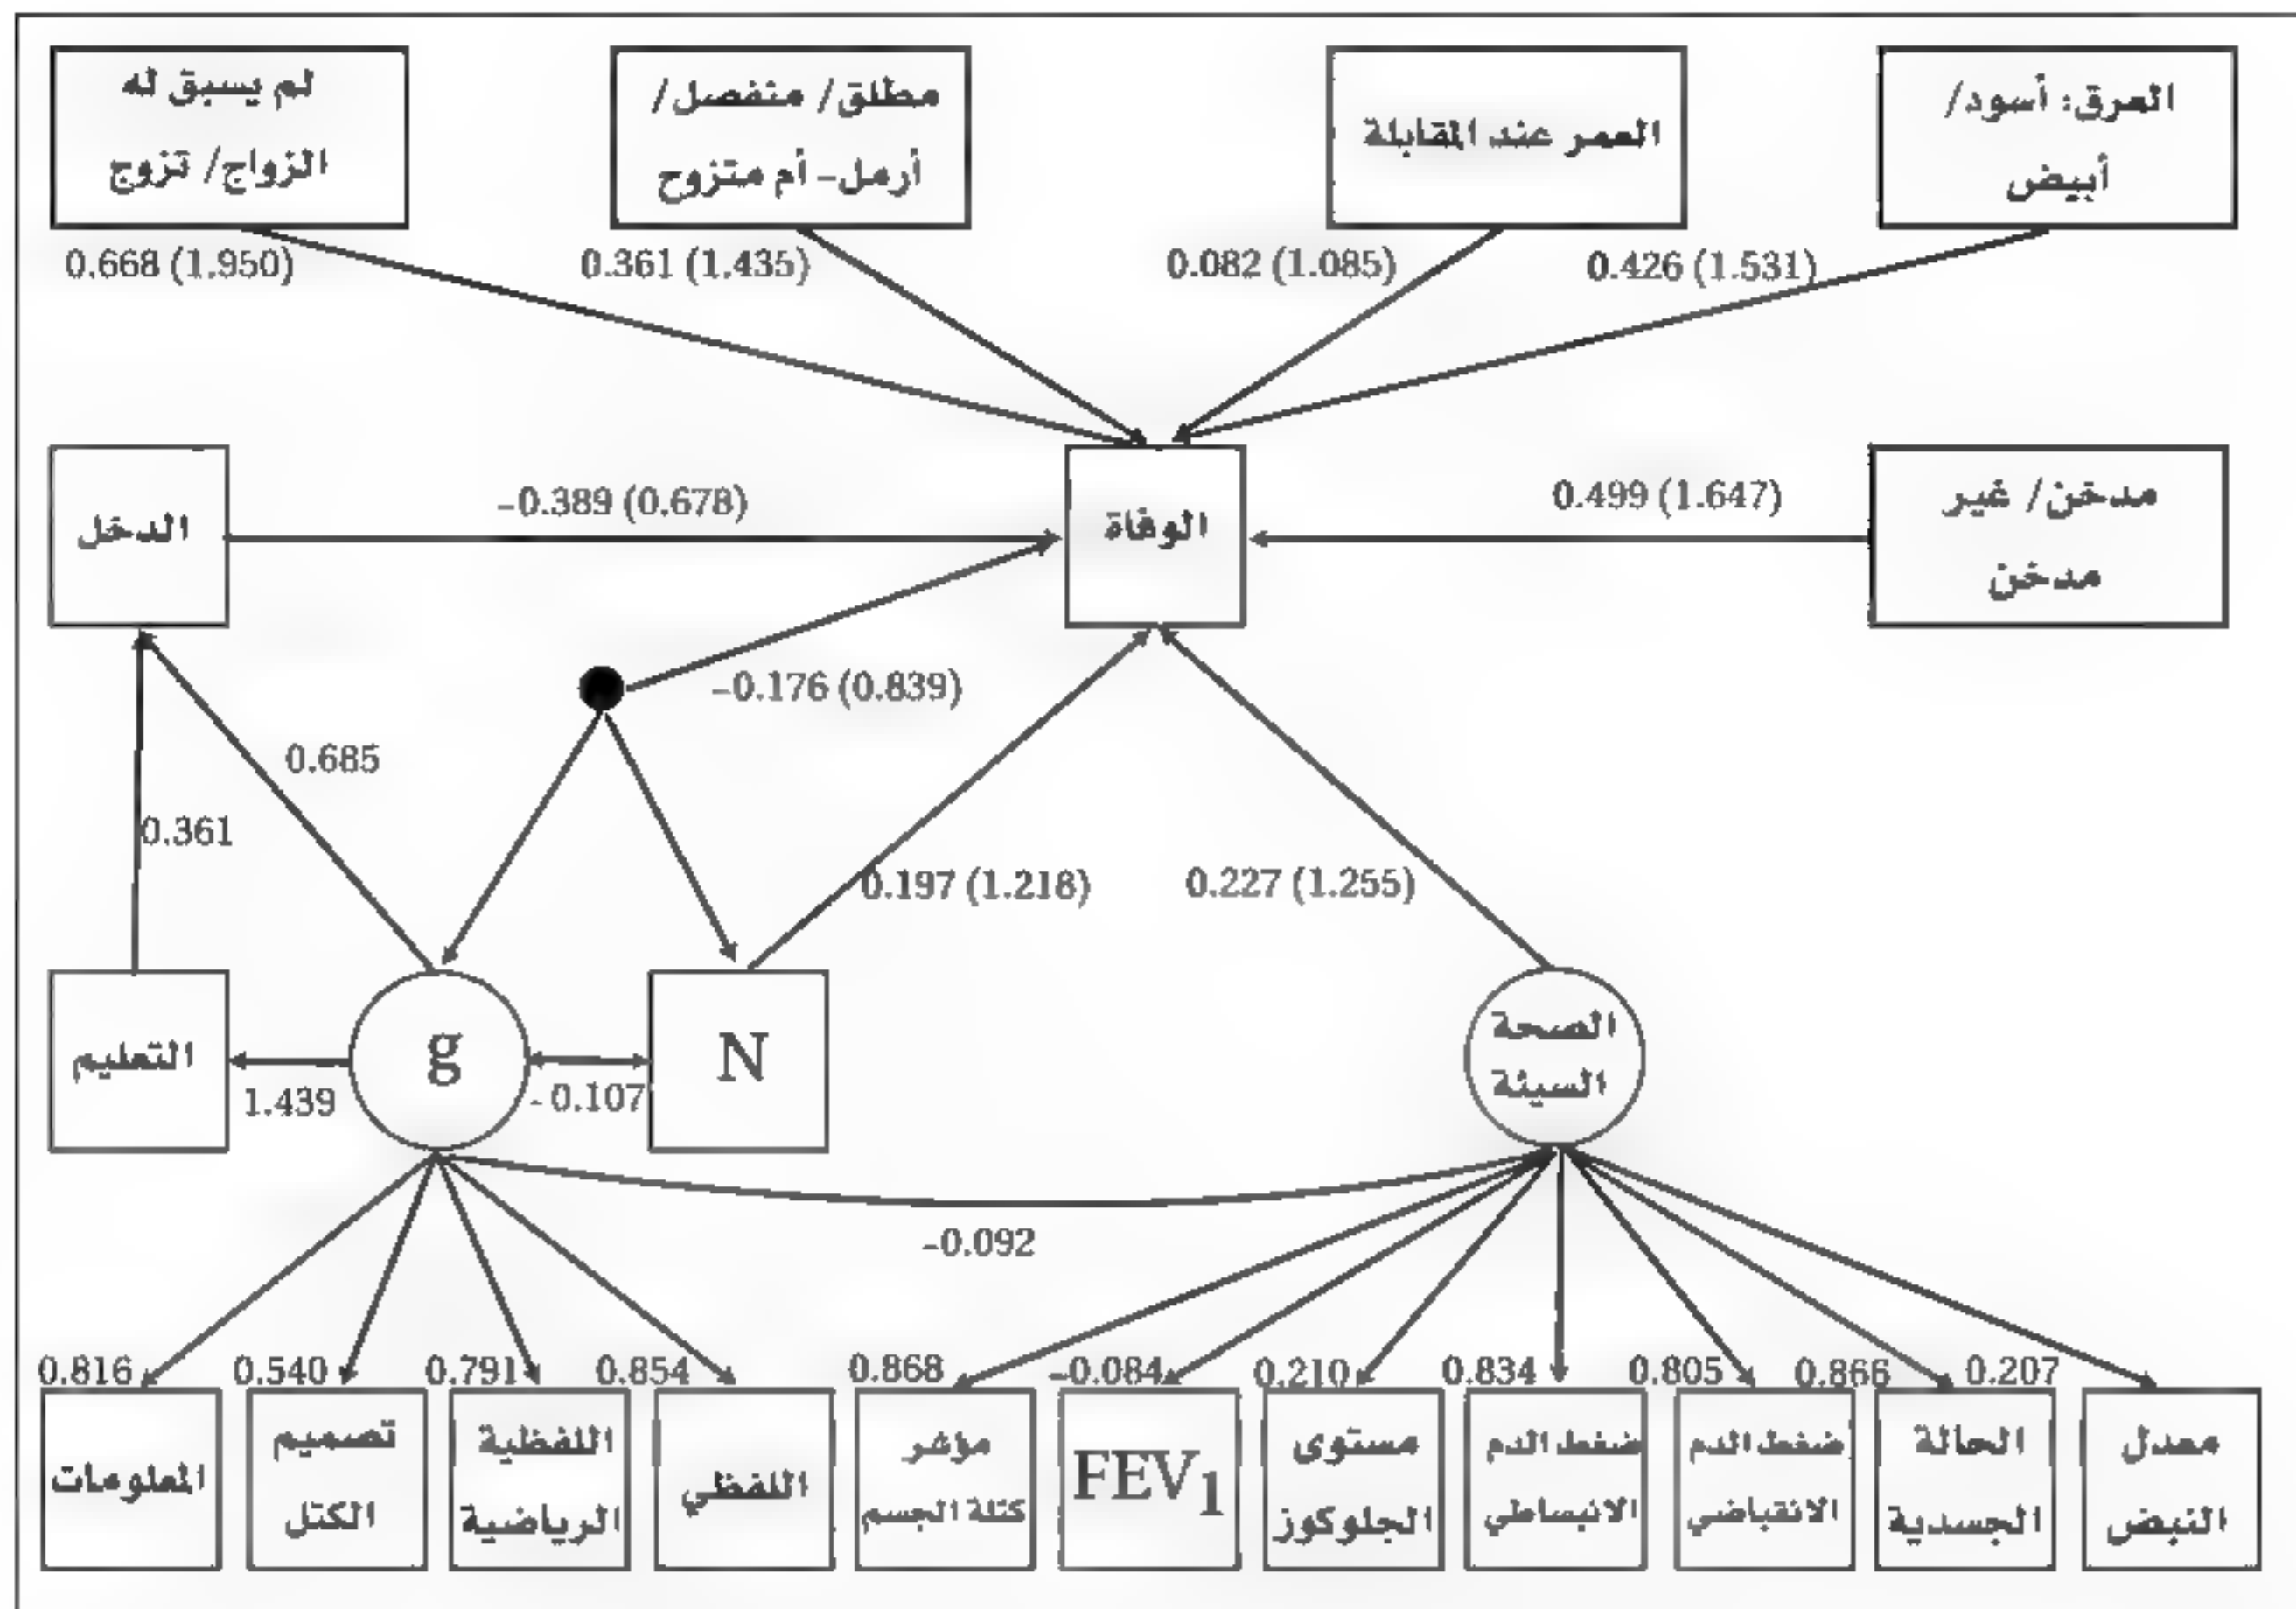 لم يسبق له
الزواج/ تزوج
مطلق/ منفصل/
أرمل- أم متزوح
العمر عند المقابلة
العرق: أسود/
أبيض
0.668 (1.950)
0.361 (1.435)
0.082 (1.085)
0.426 (1.531)
الدخل
-0.389 (0.678)
الوفاة
0.499 (1.647)
مدخن/ غير
مدخن
-0.176 (0.839)
0.685
0.361
0.197 (1.218)
0.227 (1.255)
التعليم
1.439
g
- 0.107
N
الصحة
السيئة
-0.092
0.816
0.540
0.791
0.854
0.868
-0.084
0.210
0.834
0.805
0.866
0.207
المعلومات
تصميم
الكتل
اللفظية
الرياضية
اللفظي
مؤشر
كتلة الجسم
FEV1
مستوى
الجلوكوز
ضغط الدم
الانبساطي
ضغط الدم
الانقباضي
الحالة
الجسدية
معدل
النبض